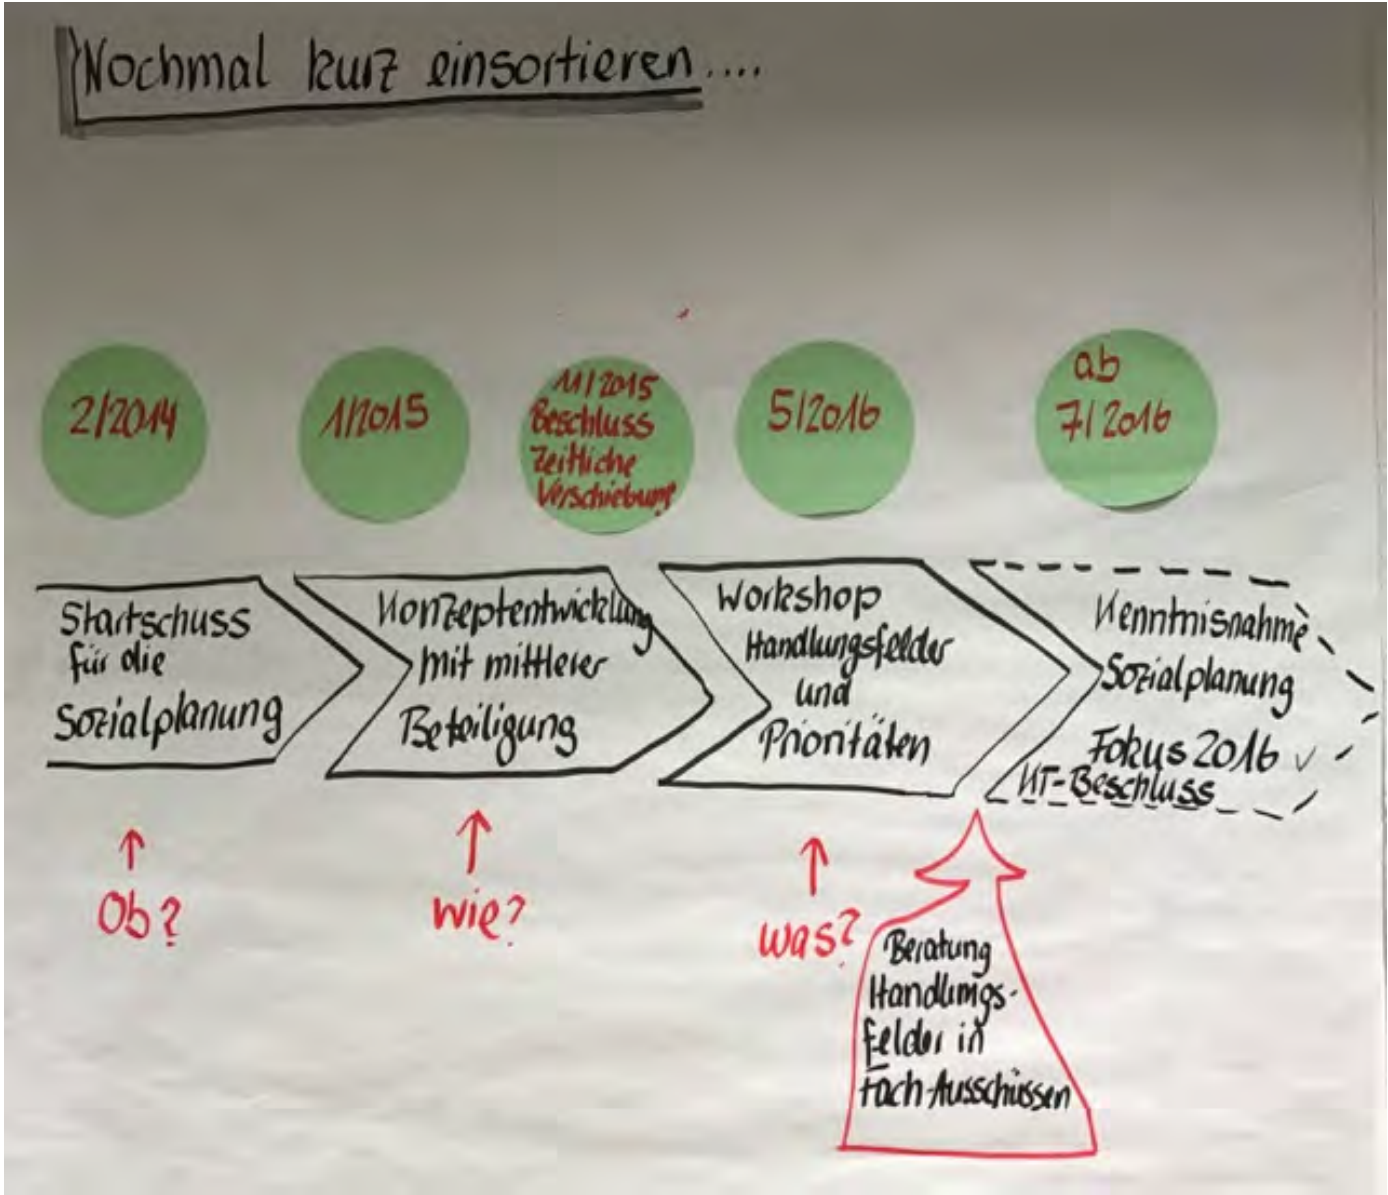 Nochmal kurz einsortieren....
2/2014
1/2015
11/2015
Beschluss
Zeitliche
Verschiebung
5/2016
ab
7/2016
Startschuss
für die
Sozialplanung
Konzeptentwicklung
mit mittlerer
Beteiligung
Workshop
Handlungsfelder
und
Prioritäten
Kenntnisnahme
Sozialplanung
Fokus 2016
KT-Beschluss
Ob?
wie?
was?
Beratung
Handlungs-
felder in
Fach-Ausschüssen